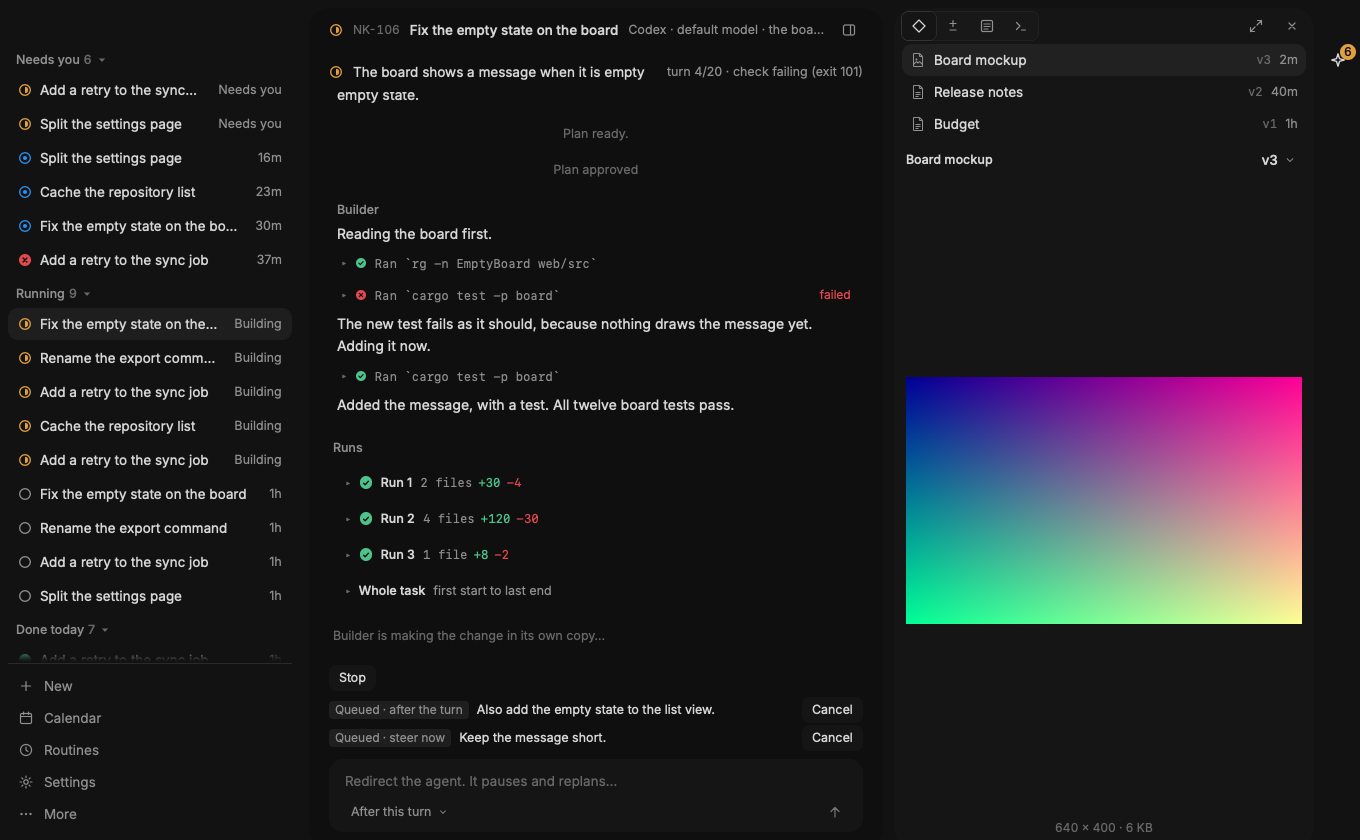 Needs you 6
Add a retry to the sync... Needs you
Split the settings page Needs you
Split the settings page 16m
Cache the repository list 23m
Fix the empty state on the bo... 30m
Add a retry to the sync job 37m
Running 9
Fix the empty state on the... Building
Rename the export comm... Building
Add a retry to the sync job Building
Cache the repository list Building
Add a retry to the sync job Building
Fix the empty state on the board 1h
Rename the export command 1h
Add a retry to the sync job 1h
Split the settings page 1h
Done today 7
Add a retry to the sync job 1h
New
Calendar
Routines
Settings
More
NK-106 Fix the empty state on the board Codex · default model · the boa...
The board shows a message when it is empty turn 4/20 · check failing (exit 101)
empty state.
Plan ready.
Plan approved
Builder
Reading the board first.
Ran `rg -n EmptyBoard web/src`
Ran `cargo test -p board` failed
The new test fails as it should, because nothing draws the message yet.
Adding it now.
Ran `cargo test -p board`
Added the message, with a test. All twelve board tests pass.
Runs
Run 1 2 files +30 -4
Run 2 4 files +120 -30
Run 3 1 file +8 -2
Whole task first start to last end
Builder is making the change in its own copy...
Stop
Queued · after the turn Also add the empty state to the list view. Cancel
Queued · steer now Keep the message short. Cancel
Redirect the agent. It pauses and replans...
After this turn
Board mockup v3 2m
Release notes v2 40m
Budget v1 1h
Board mockup v3
640 × 400 · 6 KB
6